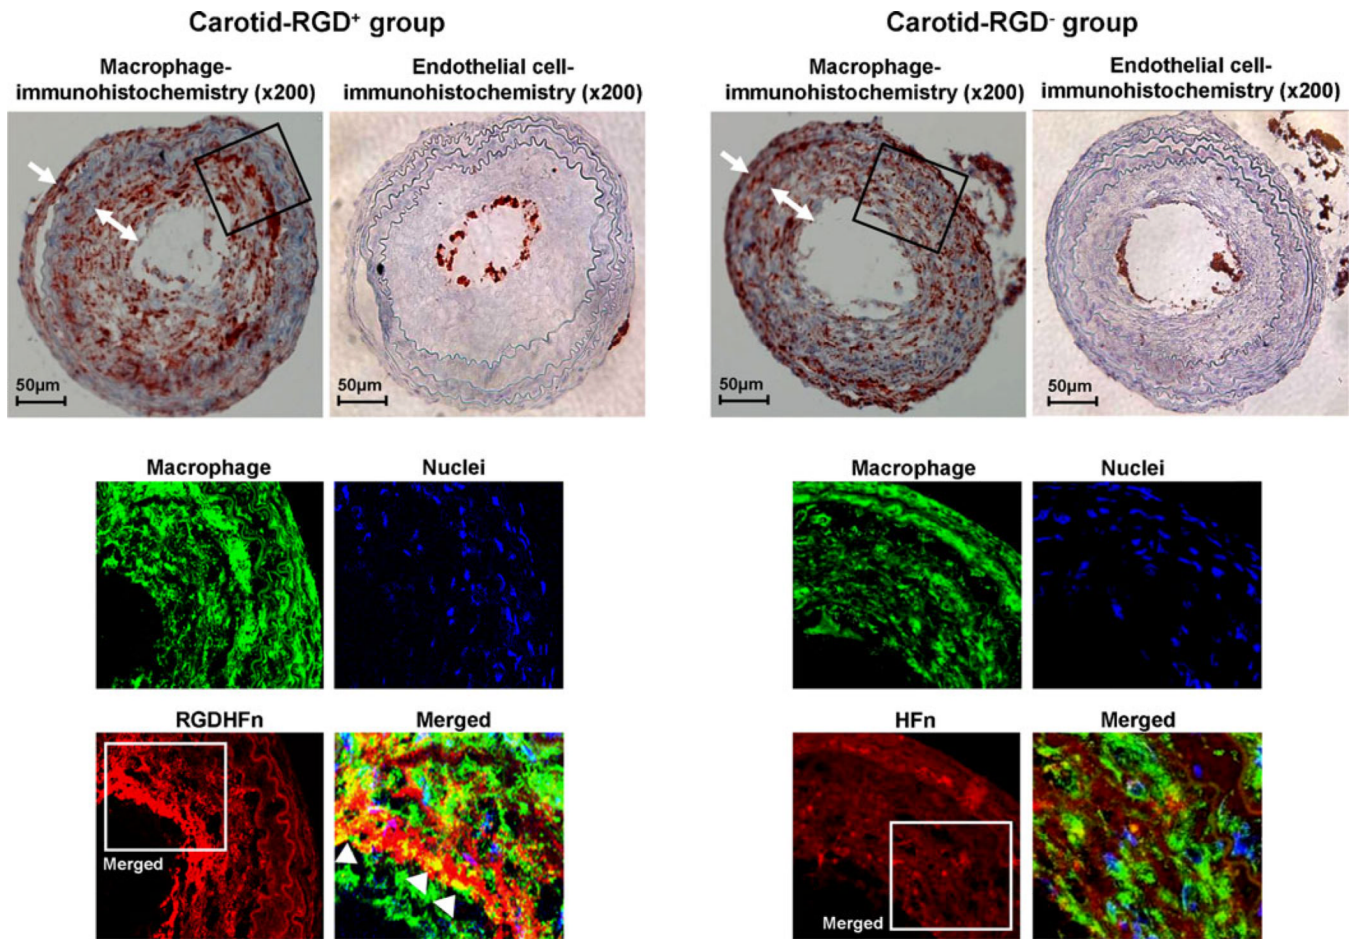 Carotid-RGD⁺ group
Macrophage-
immunohistochemistry (x200)
Endothelial cell-
immunohistochemistry (x200)
50µm
50µm
Macrophage
Nuclei
RGDHFn
Merged
Merged
Carotid-RGD⁻ group
Macrophage-
immunohistochemistry (x200)
Endothelial cell-
immunohistochemistry (x200)
50µm
50µm
Macrophage
Nuclei
HFn
Merged
Merged